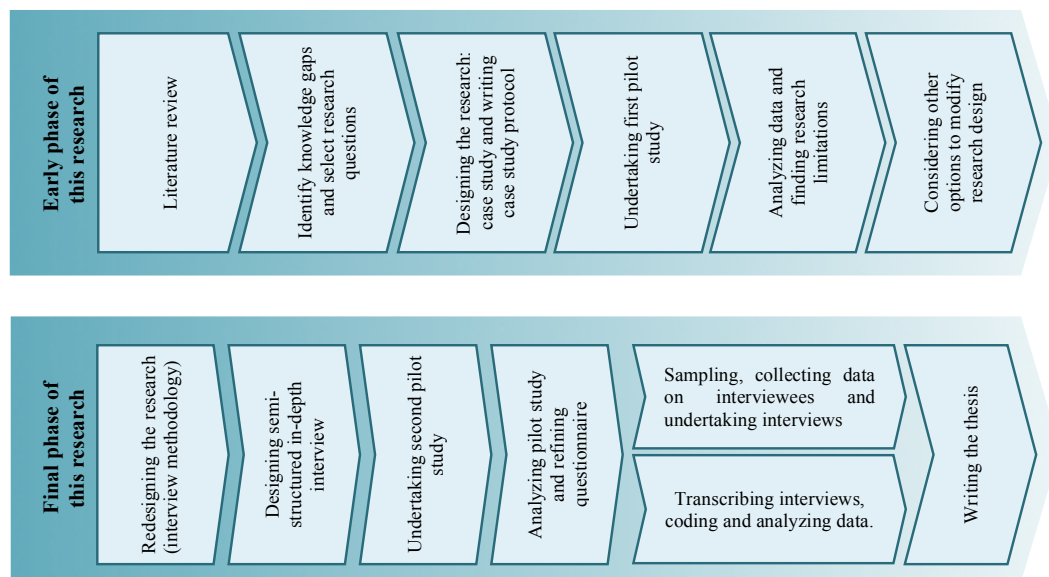 Early phase of
this research
Literature review
Identify knowledge gaps
and select research
questions
Designing the research:
case study and writing
case study protocol
Undertaking first pilot
study
Analyzing data and
finding research
limitations
Considering other
options to modify
research design
Final phase of
this research
Redesigning the research
(interview methodology)
Designing semi-
structured in-depth
interview
Undertaking second pilot
study
Analyzing pilot study
and refining
questionnaire
Sampling, collecting data
on interviewees and
undertaking interviews
Transcribing interviews,
coding and analyzing data.
Writing the thesis